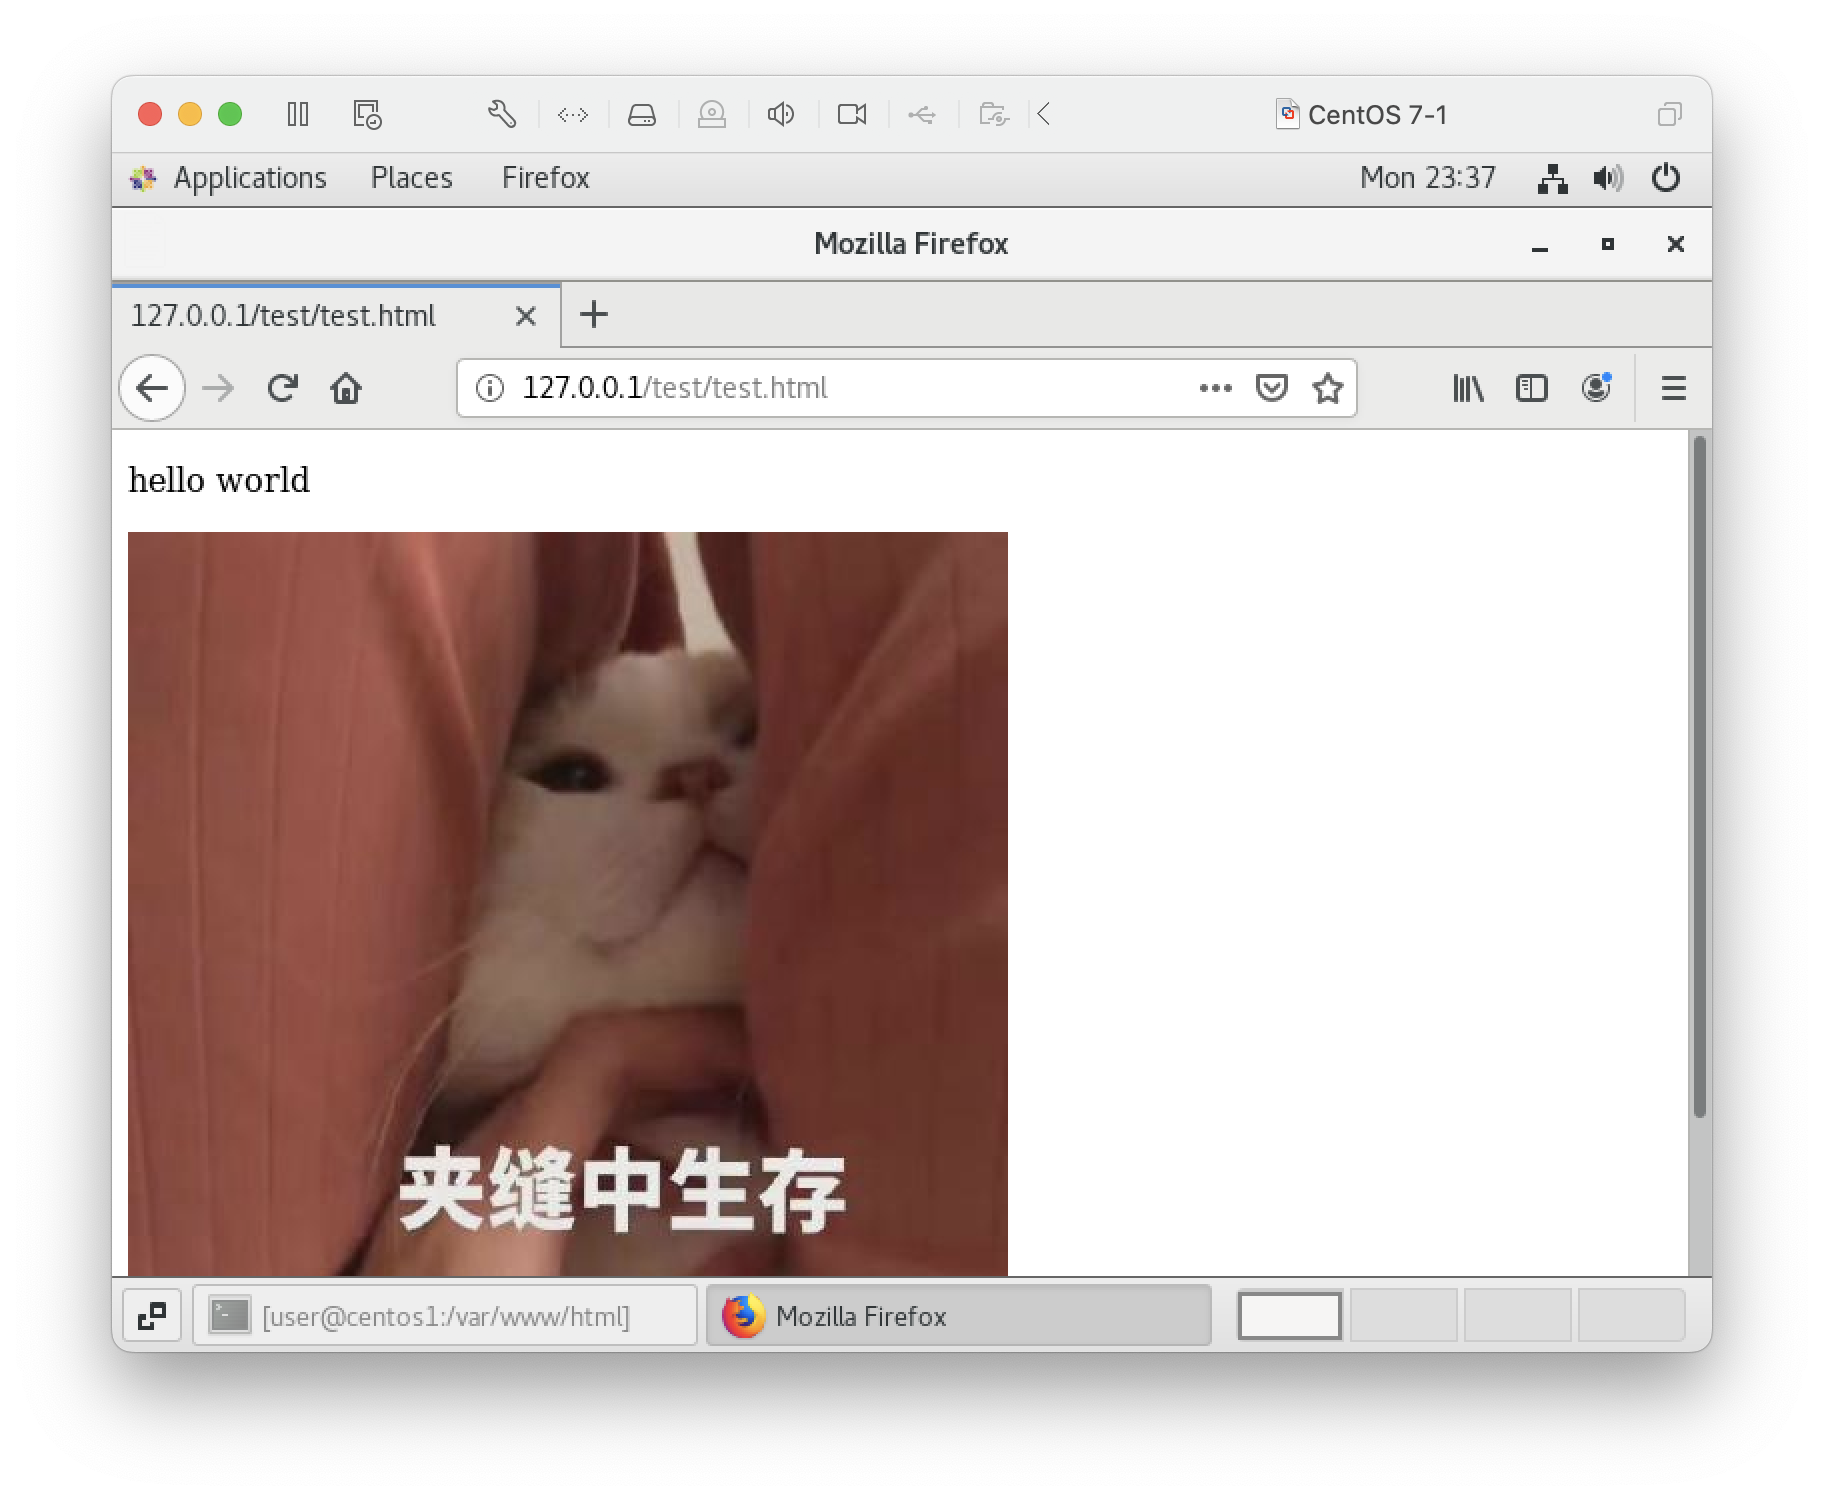 CentOS 7-1
Applications Places Firefox Mon 23:37
Mozilla Firefox
127.0.0.1/test/test.html
127.0.0.1/test/test.html
hello world
夹缝中生存
[user@centos1:/var/www/html] Mozilla Firefox